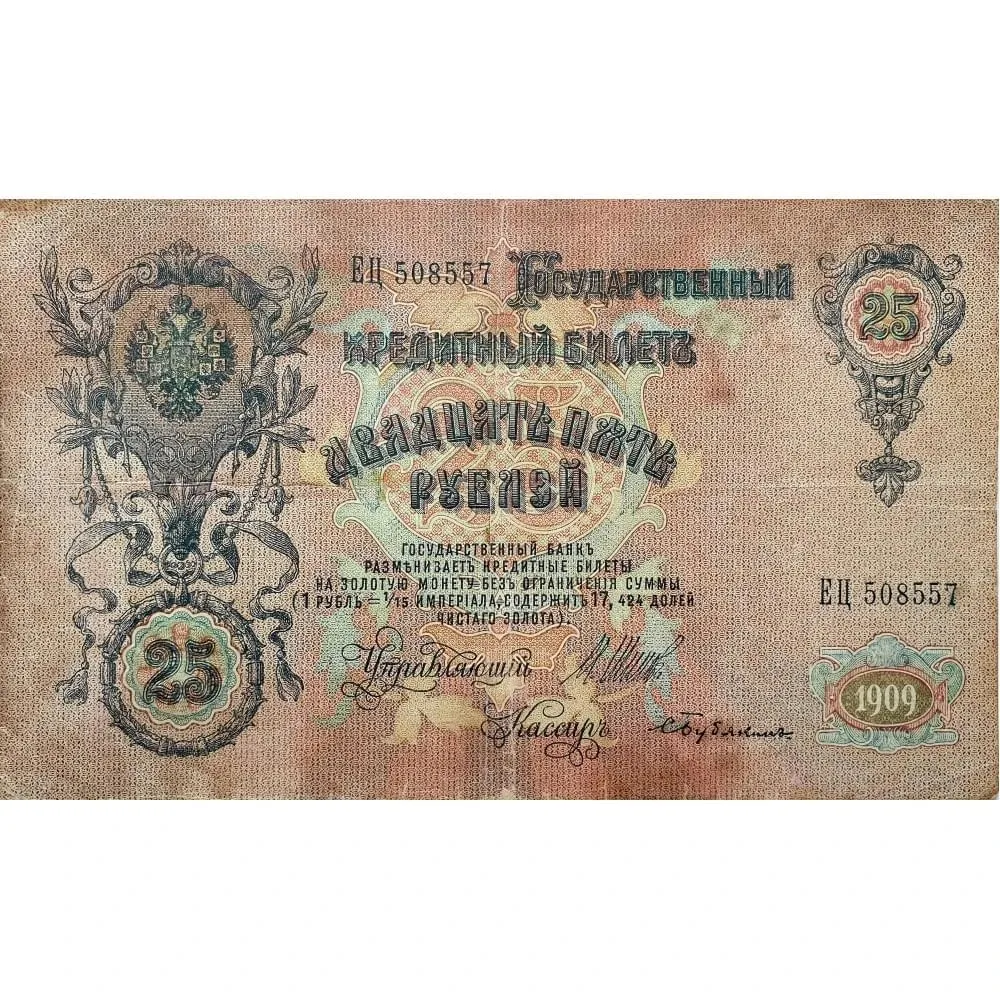 ЕЦ 508557 Государственный
Кредитный Билетъ
25
Двадцать Пять
Рублей
ГОСУДАРСТВЕННЫЙ БАНКЪ
РАЗМѢНИВАЕТЪ КРЕДИТНЫЕ БИЛЕТЫ
НА ЗОЛОТУЮ МОНЕТУ БЕЗЪ ОГРАНИЧЕНІЯ СУММЫ
(1 РУБЛЬ = 1/15 ИМПЕРІАЛА, СОДЕРЖИТЪ 17, 424 ДОЛЕЙ
ЧИСТАГО ЗОЛОТА).
ЕЦ 508557
25
Управляющій
1909
Кассиръ